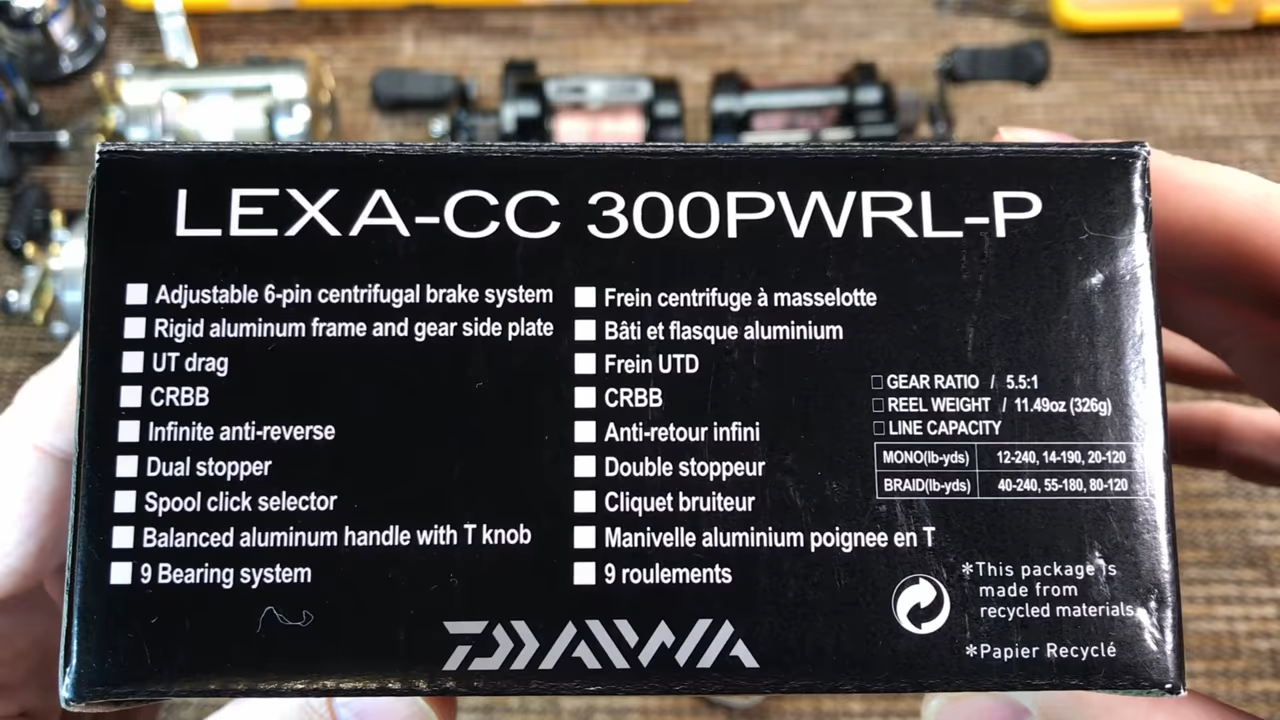 LEXA-CC 300PWRL-P
Adjustable 6-pin centrifugal brake system
Rigid aluminum frame and gear side plate
UT drag
CRBB
Infinite anti-reverse
Dual stopper
Spool click selector
Balanced aluminum handle with T knob
9 Bearing system
Frein centrifuge à masselotte
Bâti et flasque aluminium
Frein UTD
CRBB
Anti-retour infini
Double stoppeur
Cliquet bruiteur
Manivelle aluminium poignee en T
9 roulements
GEAR RATIO / 5.5:1
REEL WEIGHT / 11.49oz (326g)
LINE CAPACITY
MONO(lb-yds) 12-240, 14-190, 20-120
BRAID(lb-yds) 40-240, 55-180, 80-120
*This package is
made from
recycled materials.
*Papier Recyclé
DAIWA